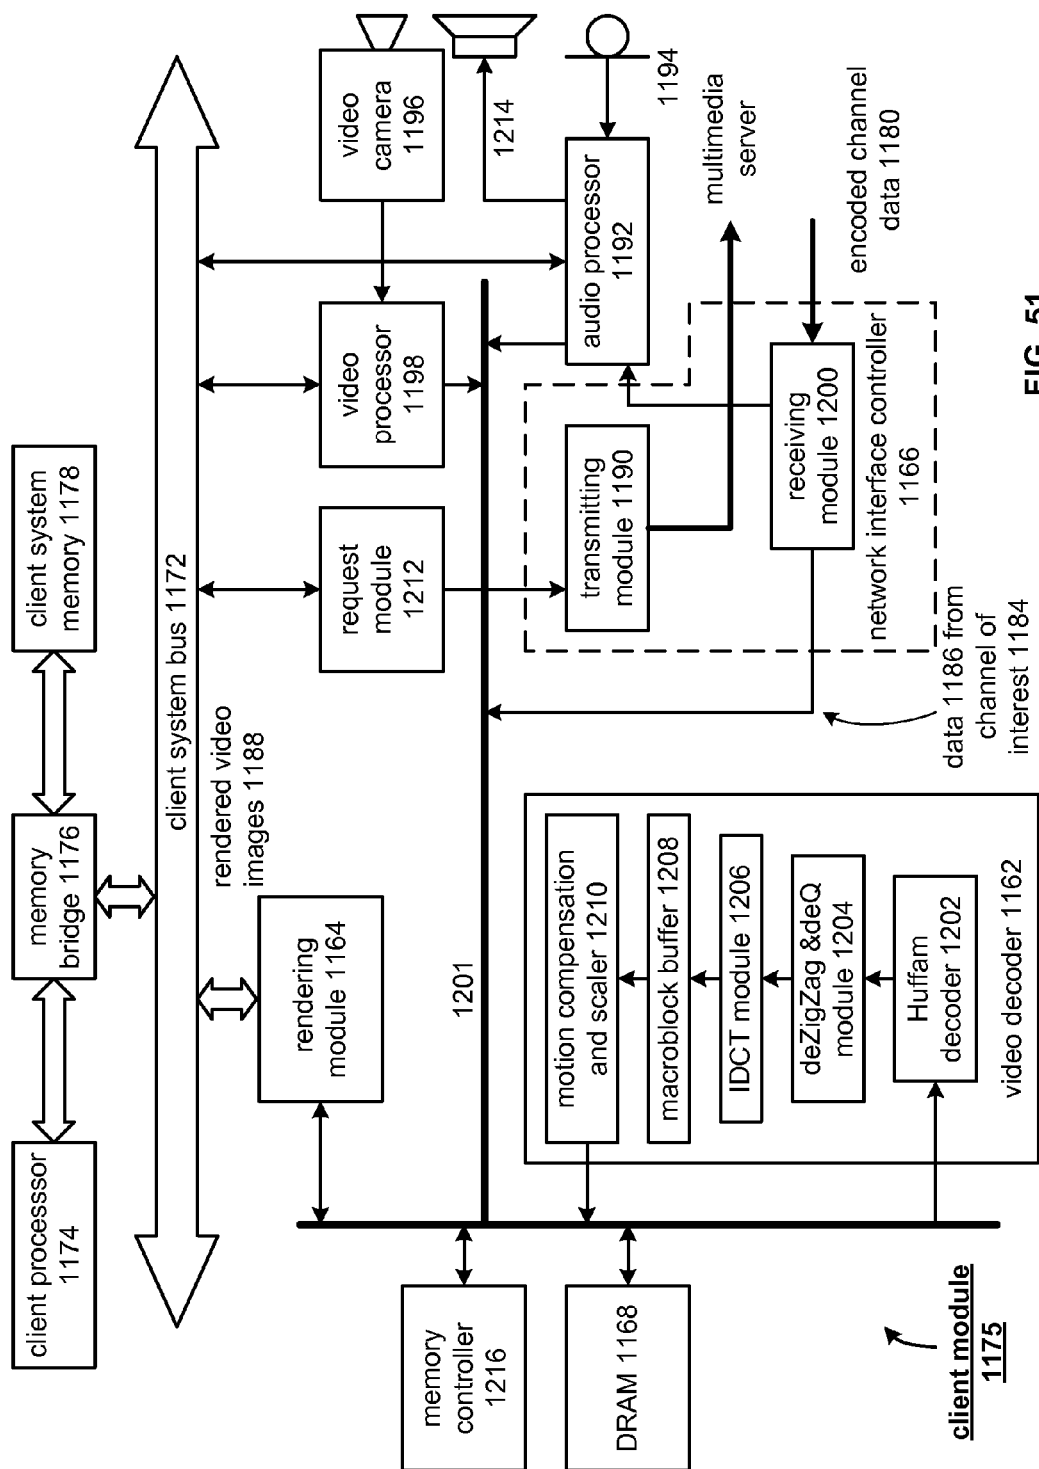 client processsor
1174
memory
bridge 1176
client system
memory 1178
client system bus 1172
rendered video
images 1188
rendering
module 1164
request
module
1212
video
processor
1198
video
camera
1196
1214
1201
audio processor
1192
1194
memory
controller
1216
DRAM 1168
motion compensation
and scaler 1210
macroblock buffer 1208
IDCT module 1206
deZigZag &deQ
module 1204
Huffam
decoder 1202
video decoder 1162
transmitting
module 1190
receiving
module 1200
network interface controller
1166
multimedia
server
encoded channel
data 1180
data 1186 from
channel of
interest 1184
client module
1175
FIG. 51